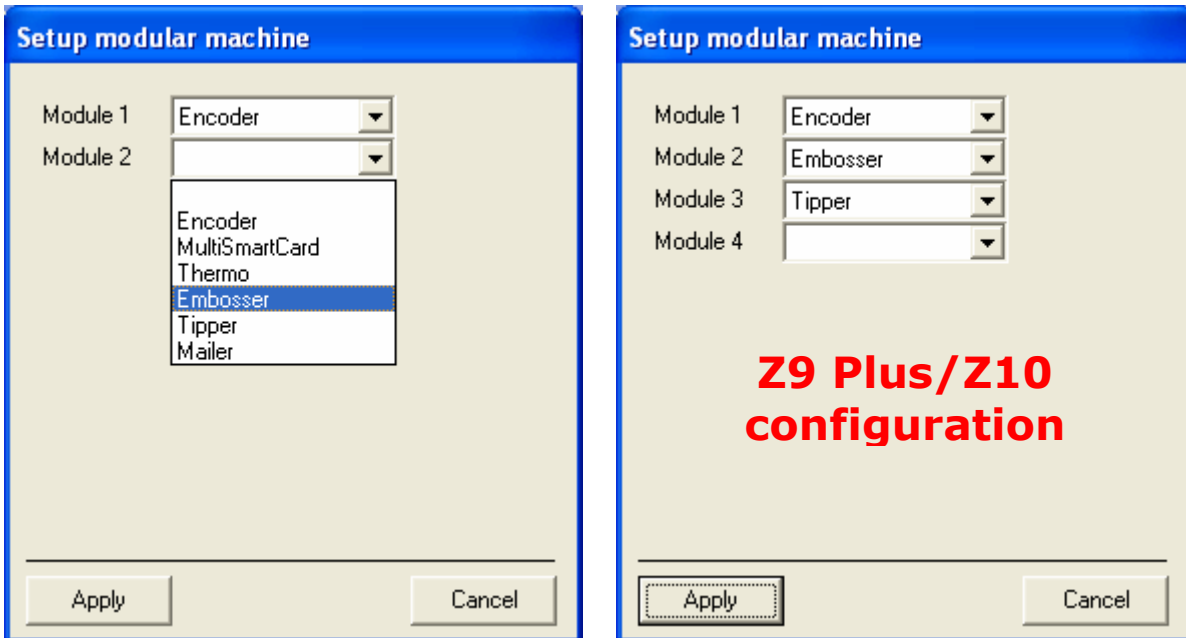 Setup modular machine
Module 1 Encoder
Module 2
Encoder
MultiSmartCard
Thermo
Embosser
Tipper
Mailer
Apply Cancel
Setup modular machine
Module 1 Encoder
Module 2 Embosser
Module 3 Tipper
Module 4
Z9 Plus/Z10
configuration
Apply Cancel